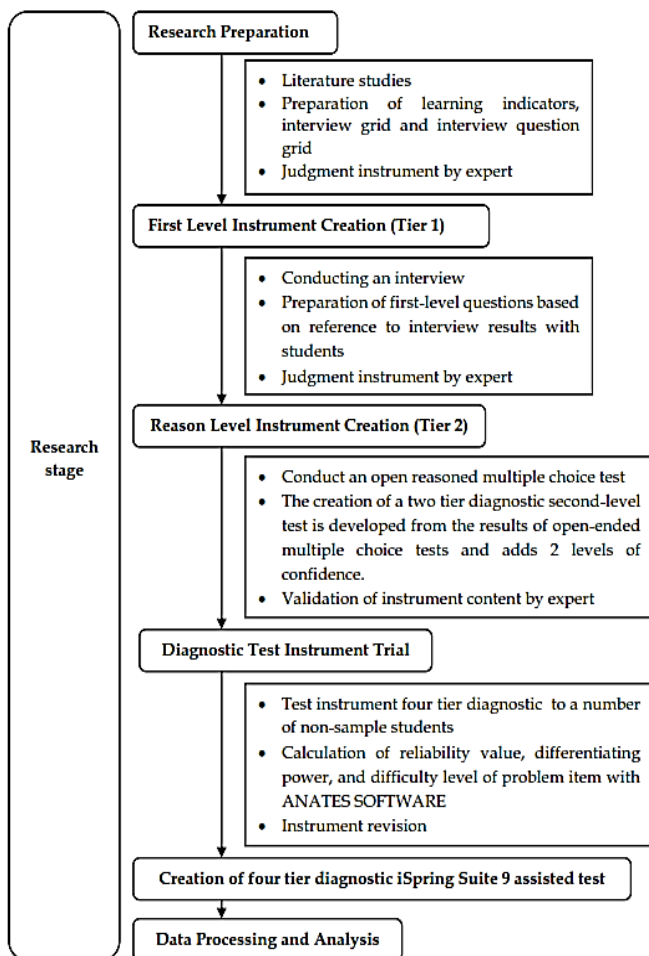 Research Preparation
• Literature studies
• Preparation of learning indicators,
interview grid and interview question
grid
• Judgment instrument by expert
First Level Instrument Creation (Tier 1)
• Conducting an interview
• Preparation of first-level questions based
on reference to interview results with
students
• Judgment instrument by expert
Reason Level Instrument Creation (Tier 2)
Research
stage
• Conduct an open reasoned multiple choice test
• The creation of a two tier diagnostic second-level
test is developed from the results of open-ended
multiple choice tests and adds 2 levels of
confidence.
• Validation of instrument content by expert
Diagnostic Test Instrument Trial
• Test instrument four tier diagnostic to a number
of non-sample students
• Calculation of reliability value, differentiating
power, and difficulty level of problem item with
ANATES SOFTWARE
• Instrument revision
Creation of four tier diagnostic iSpring Suite 9 assisted test
Data Processing and Analysis